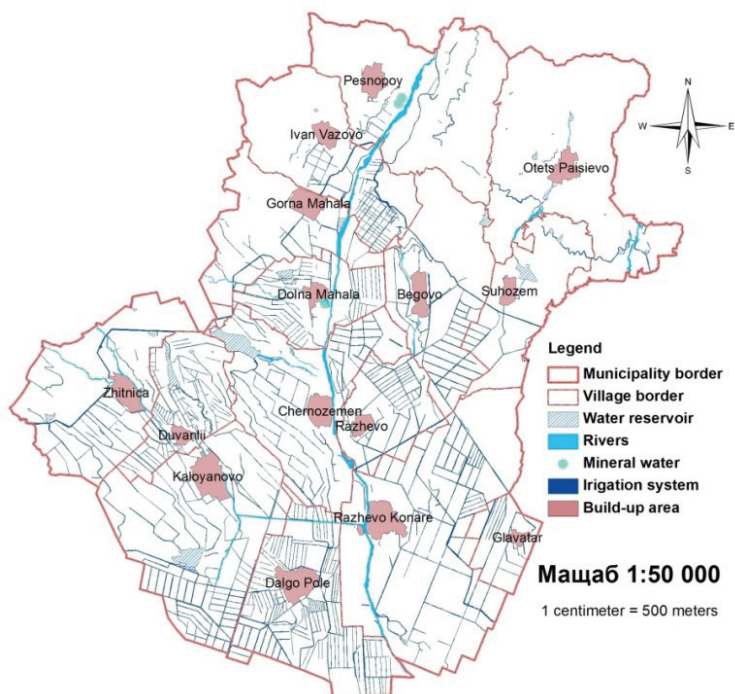 Pesnopoy
N
W E
S
Ivan Vazovo
Otets Paisievo
Gorna Mahala
Dolna Mahala
Begovo
Suhozem
Legend
Municipality border
Village border
Water reservoir
Rivers
Mineral water
Irigation system
Build-up area
Zhitnica
Chernozemen
Razhevo
Duvanlii
Kaloyanovo
Razhevo Konare
Glavatar
Dalgo Pole
Мащаб 1:50 000
1 centimeter = 500 meters